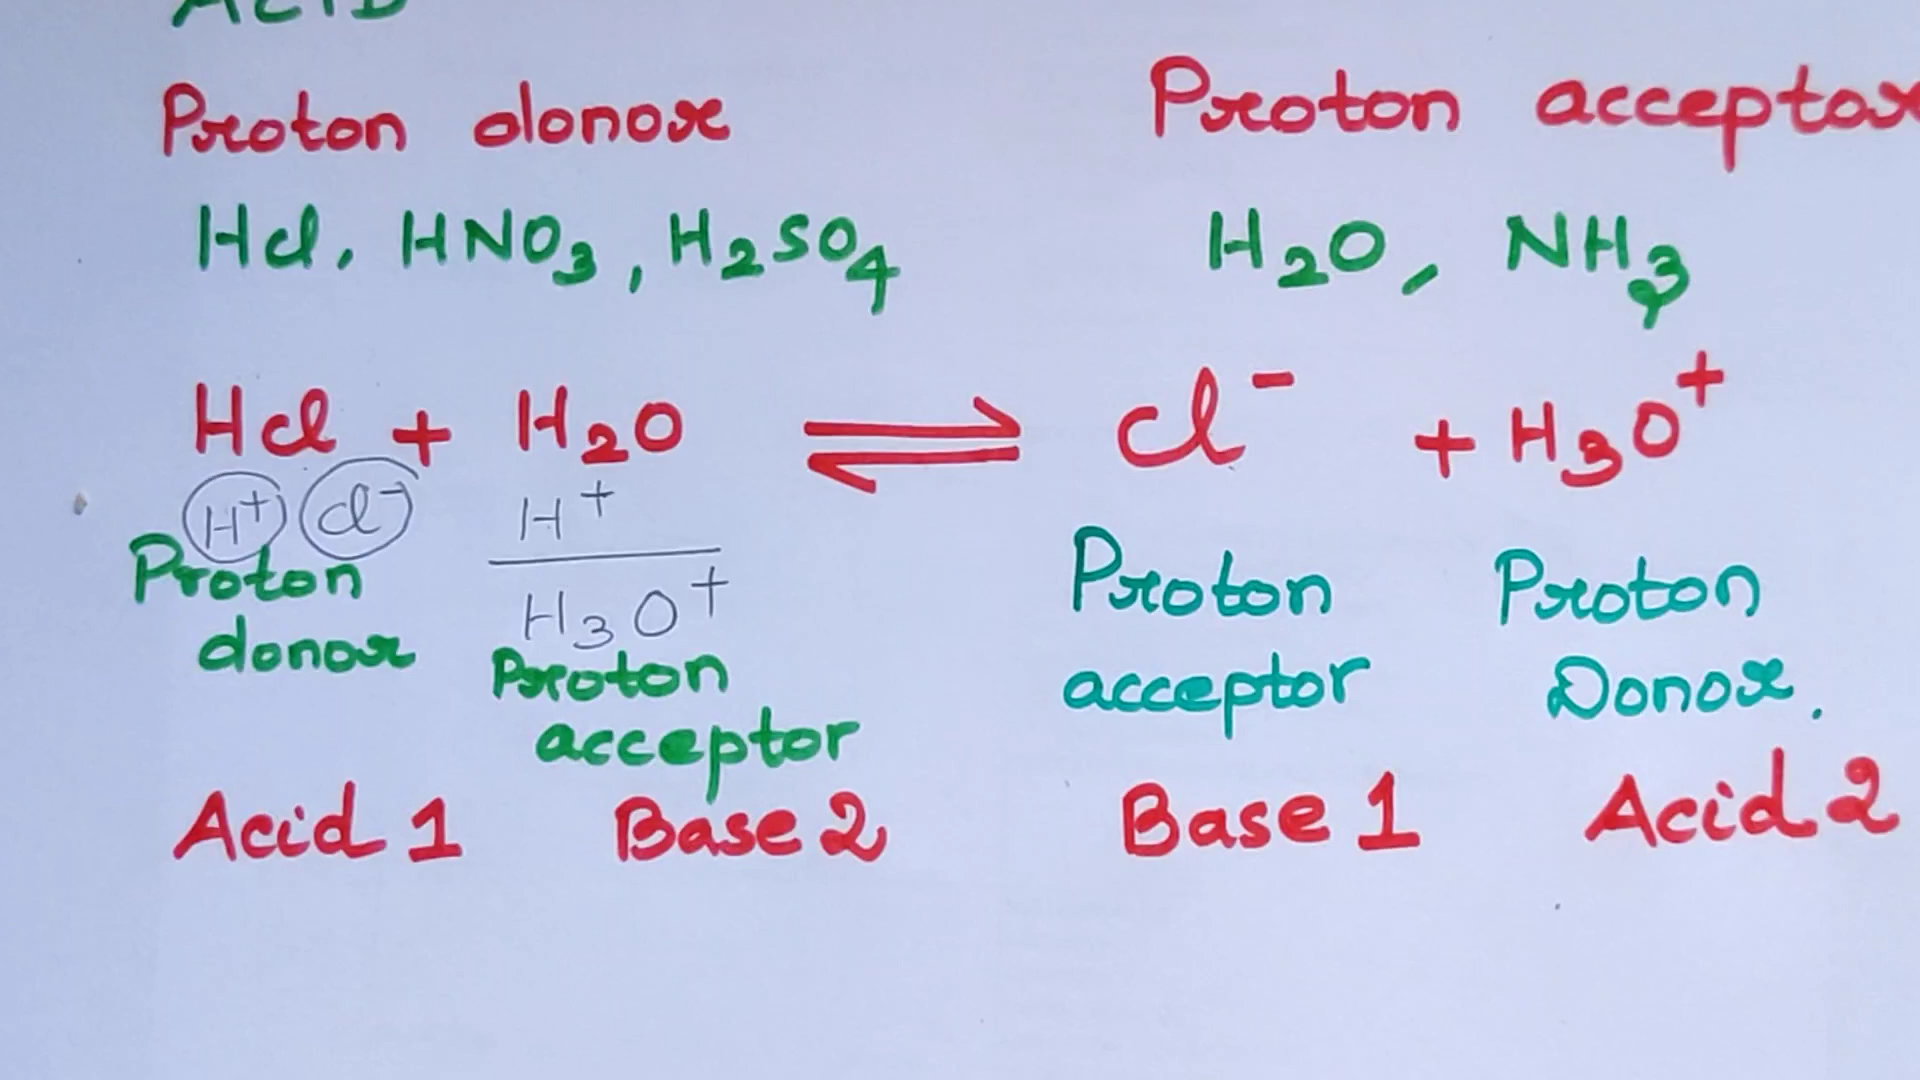 ACID
Proton donor Proton acceptor
Hcl, HNO3, H2SO4 H2O, NH3
Hcl + H2O ⇌ cl- + H3O+
H+ cl- H+
H3O+
Proton donor Proton acceptor Proton acceptor Proton Donor.
Acid 1 Base 2 Base 1 Acid 2